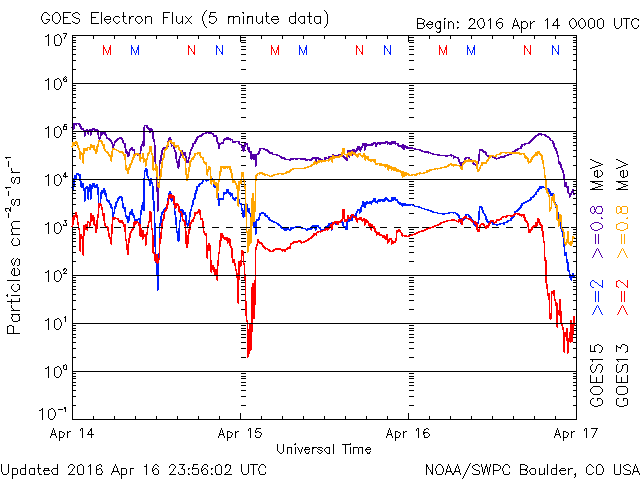 GOES Electron Flux (5 minute data)
Begin: 2016 Apr 14 0000 UTC
10⁷
10⁶
10⁵
10⁴
10³
10²
10¹
10⁰
10⁻¹
M M N N M M N N M M N N
Particles cm⁻²s⁻¹sr⁻¹
Apr 14 Apr 15 Apr 16 Apr 17
Universal Time
GOES15 >=2 >=0.8 MeV
GOES13 >=2 >=0.8 MeV
Updated 2016 Apr 16 23:56:02 UTC
NOAA/SWPC Boulder, CO USA